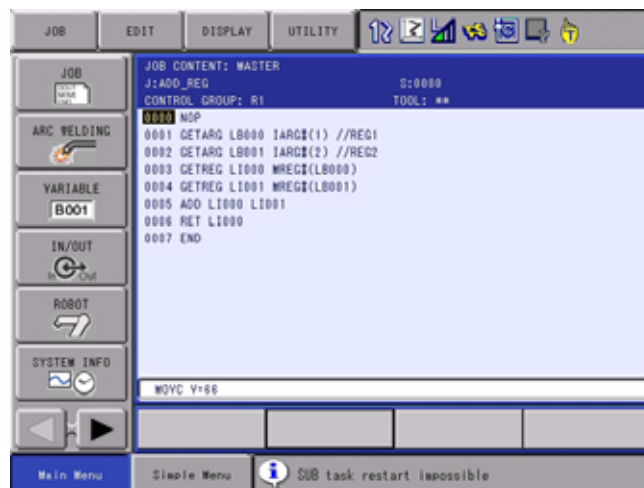 JOB EDIT DISPLAY UTILITY
JOB CONTENT: MASTER
J:ADD_REG S:0000
CONTROL GROUP: R1 TOOL: **
0000 NOP
0001 GETARG LB000 IARG#(1) //REG1
0002 GETARG LB001 IARG#(2) //REG2
0003 GETREG LI000 MREG#(LB000)
0004 GETREG LI001 MREG#(LB001)
0005 ADD LI000 LI001
0006 RET LI000
0007 END
JOB
ARC WELDING
VARIABLE
B001
IN/OUT
In Out
ROBOT
SYSTEM INFO
MOVC V=66
Main Menu Simple Menu SUB task restart impossible